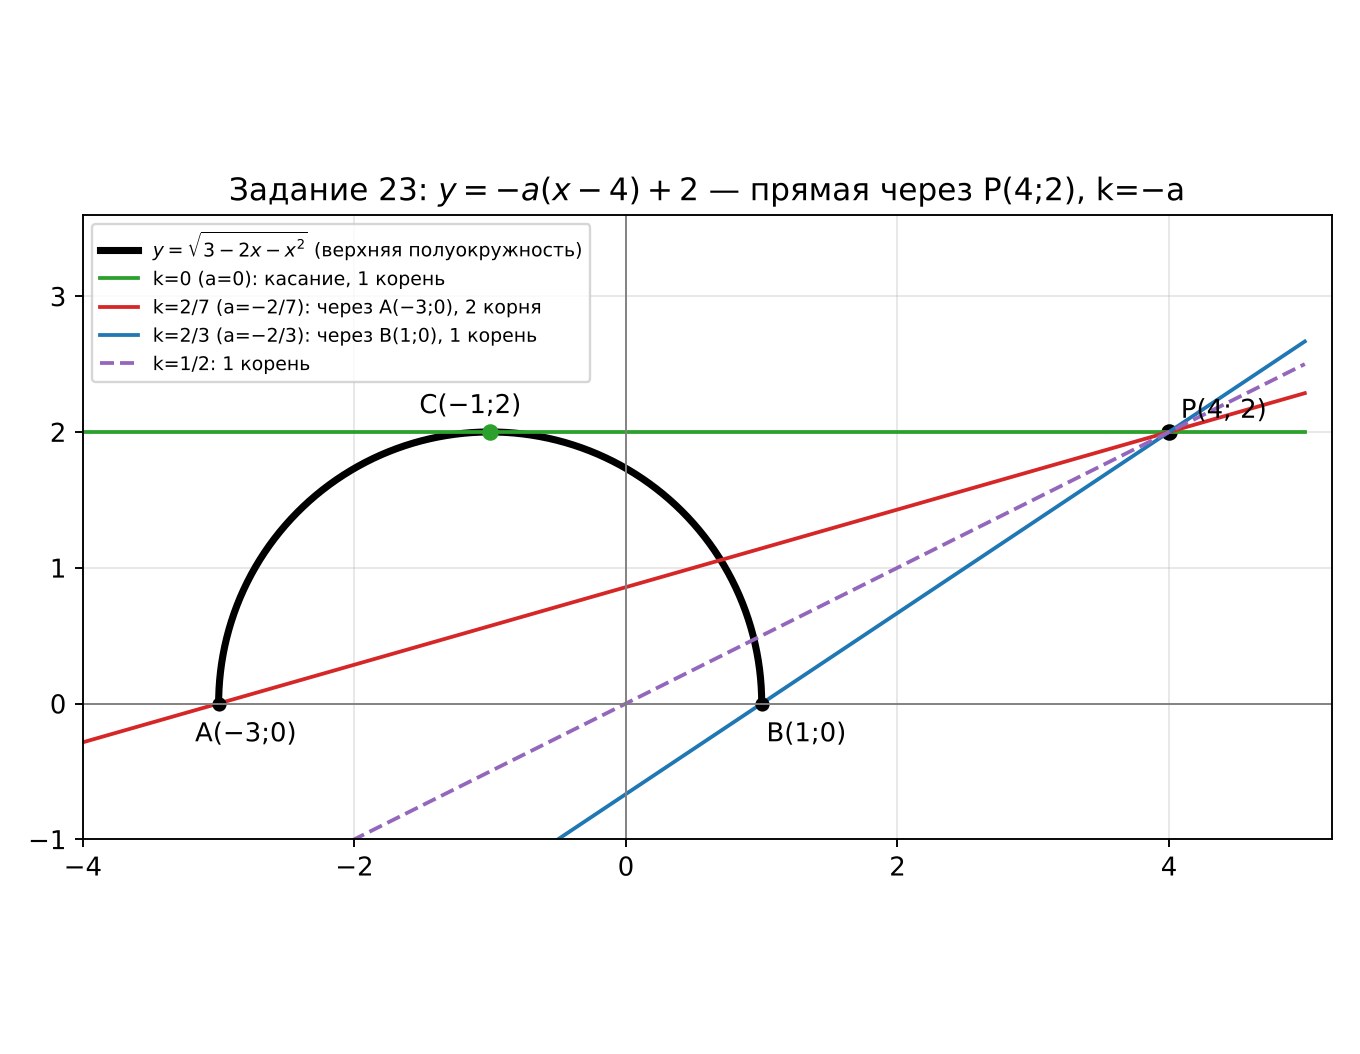 Задание 23: y = −a(x − 4) + 2 — прямая через P(4;2), k=−a
y = √(3 − 2x − x²) (верхняя полуокружность)
k=0 (a=0): касание, 1 корень
k=2/7 (a=−2/7): через A(−3;0), 2 корня
k=2/3 (a=−2/3): через B(1;0), 1 корень
k=1/2: 1 корень
C(−1;2)
P(4; 2)
A(−3;0)
B(1;0)
3
2
1
0
−1
−4
−2
0
2
4